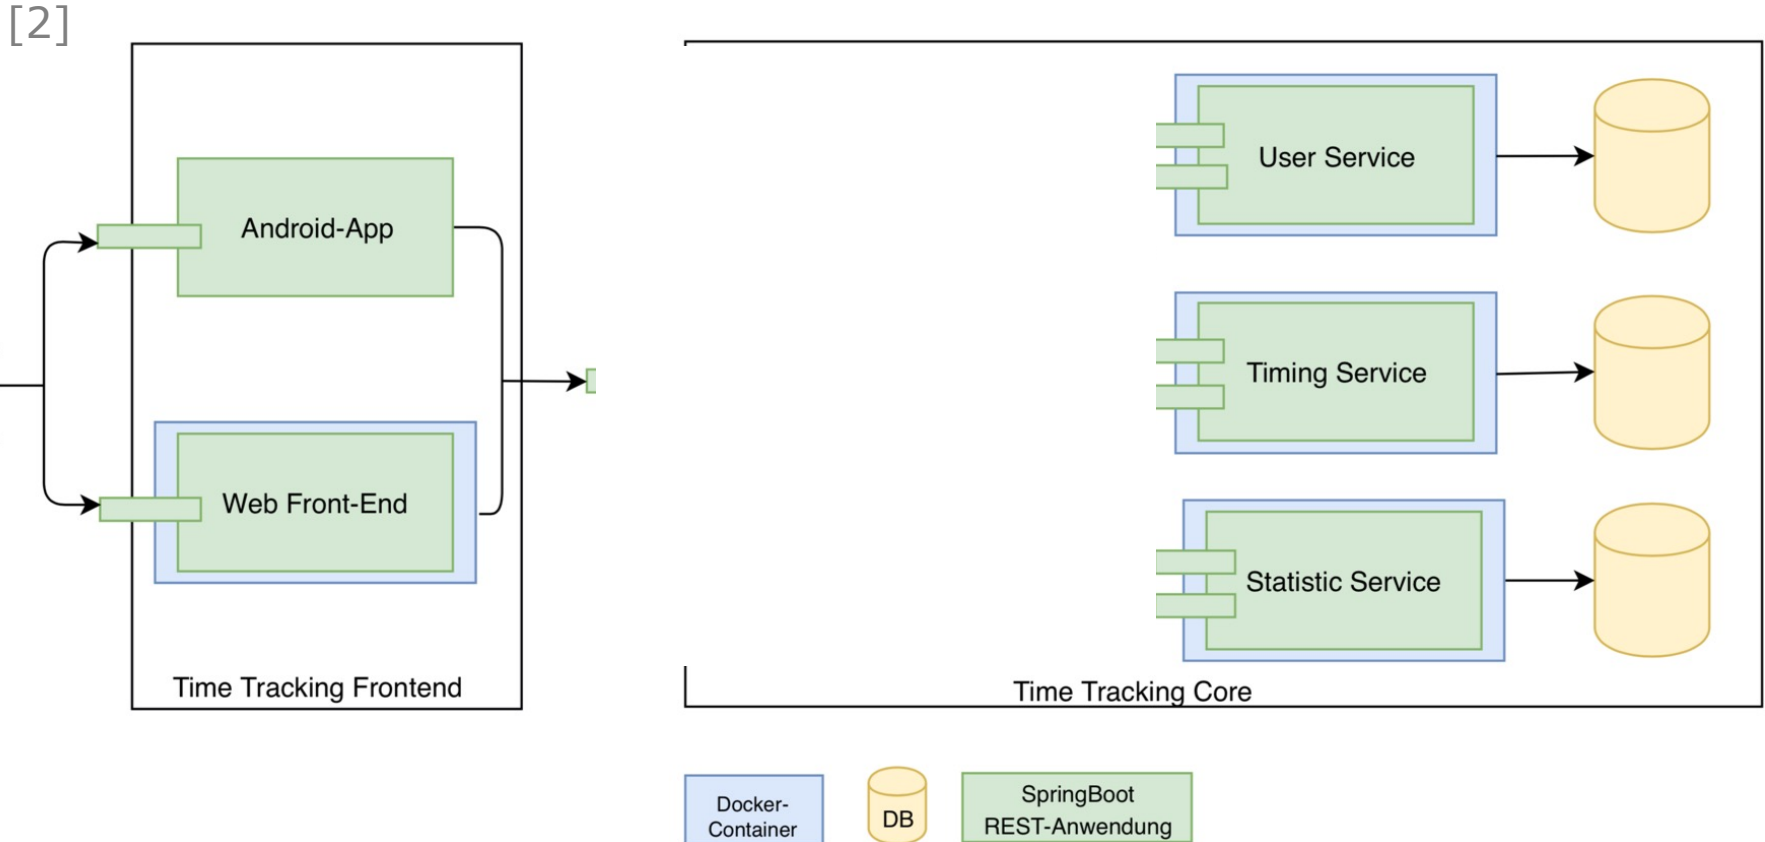 [2]
Android-App
Web Front-End
Time Tracking Frontend
User Service
Timing Service
Statistic Service
Time Tracking Core
Docker-
Container
DB
SpringBoot
REST-Anwendung